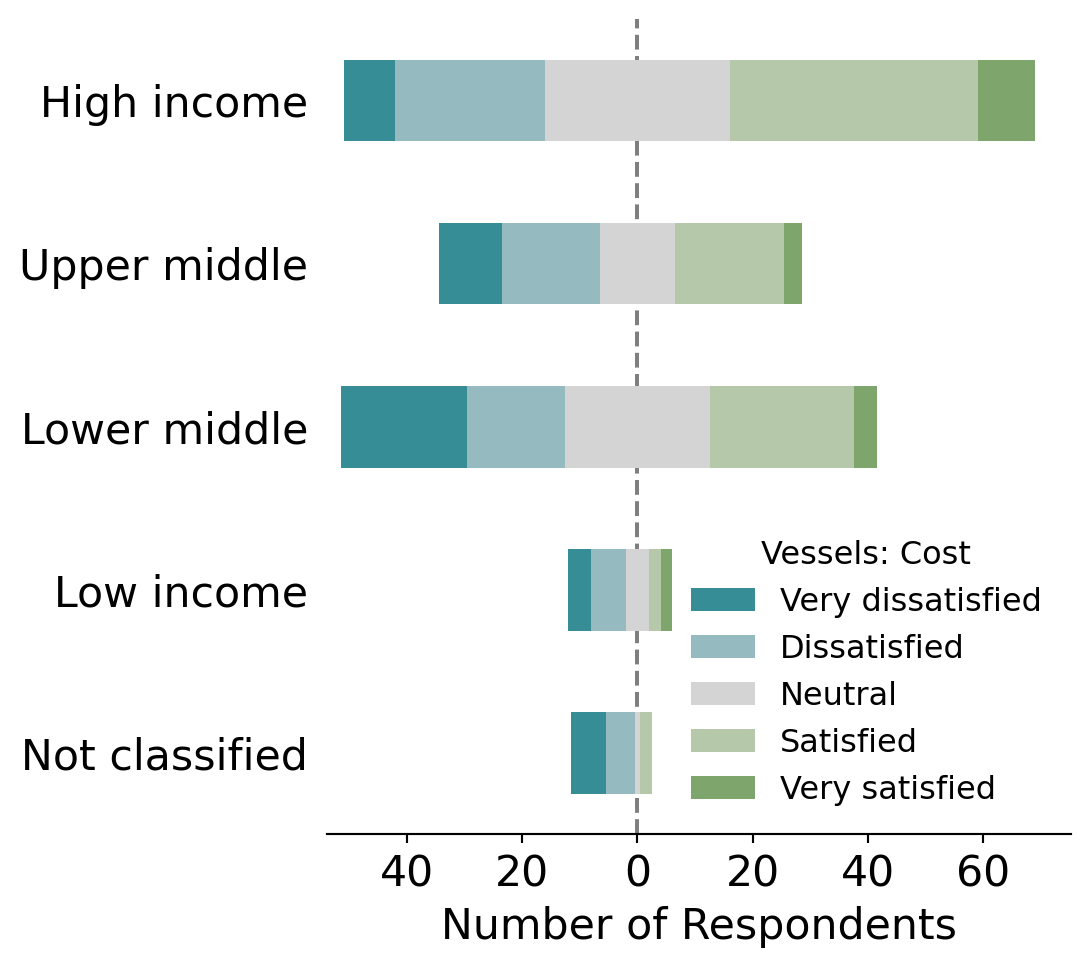 High income
Upper middle
Lower middle
Low income
Not classified
Vessels: Cost
Very dissatisfied
Dissatisfied
Neutral
Satisfied
Very satisfied
40 20 0 20 40 60
Number of Respondents